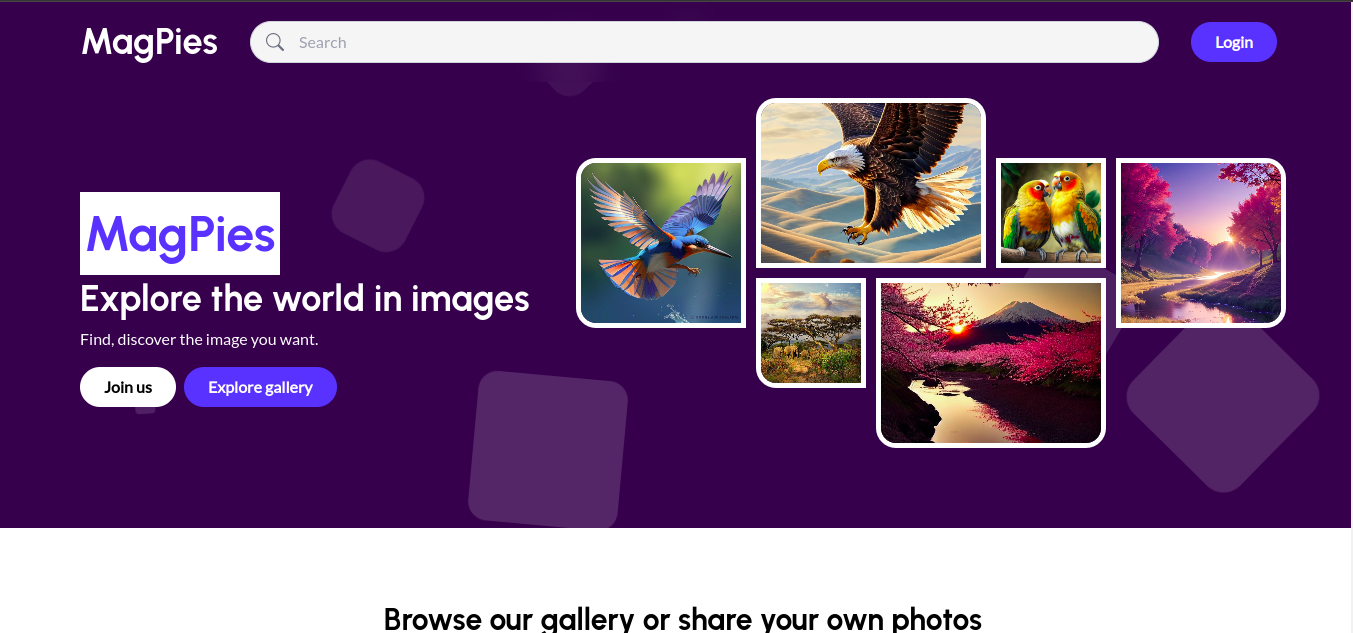 MagPies
Search
Login
MagPies
Explore the world in images
Find, discover the image you want.
Join us
Explore gallery
Browse our gallery or share your own photos